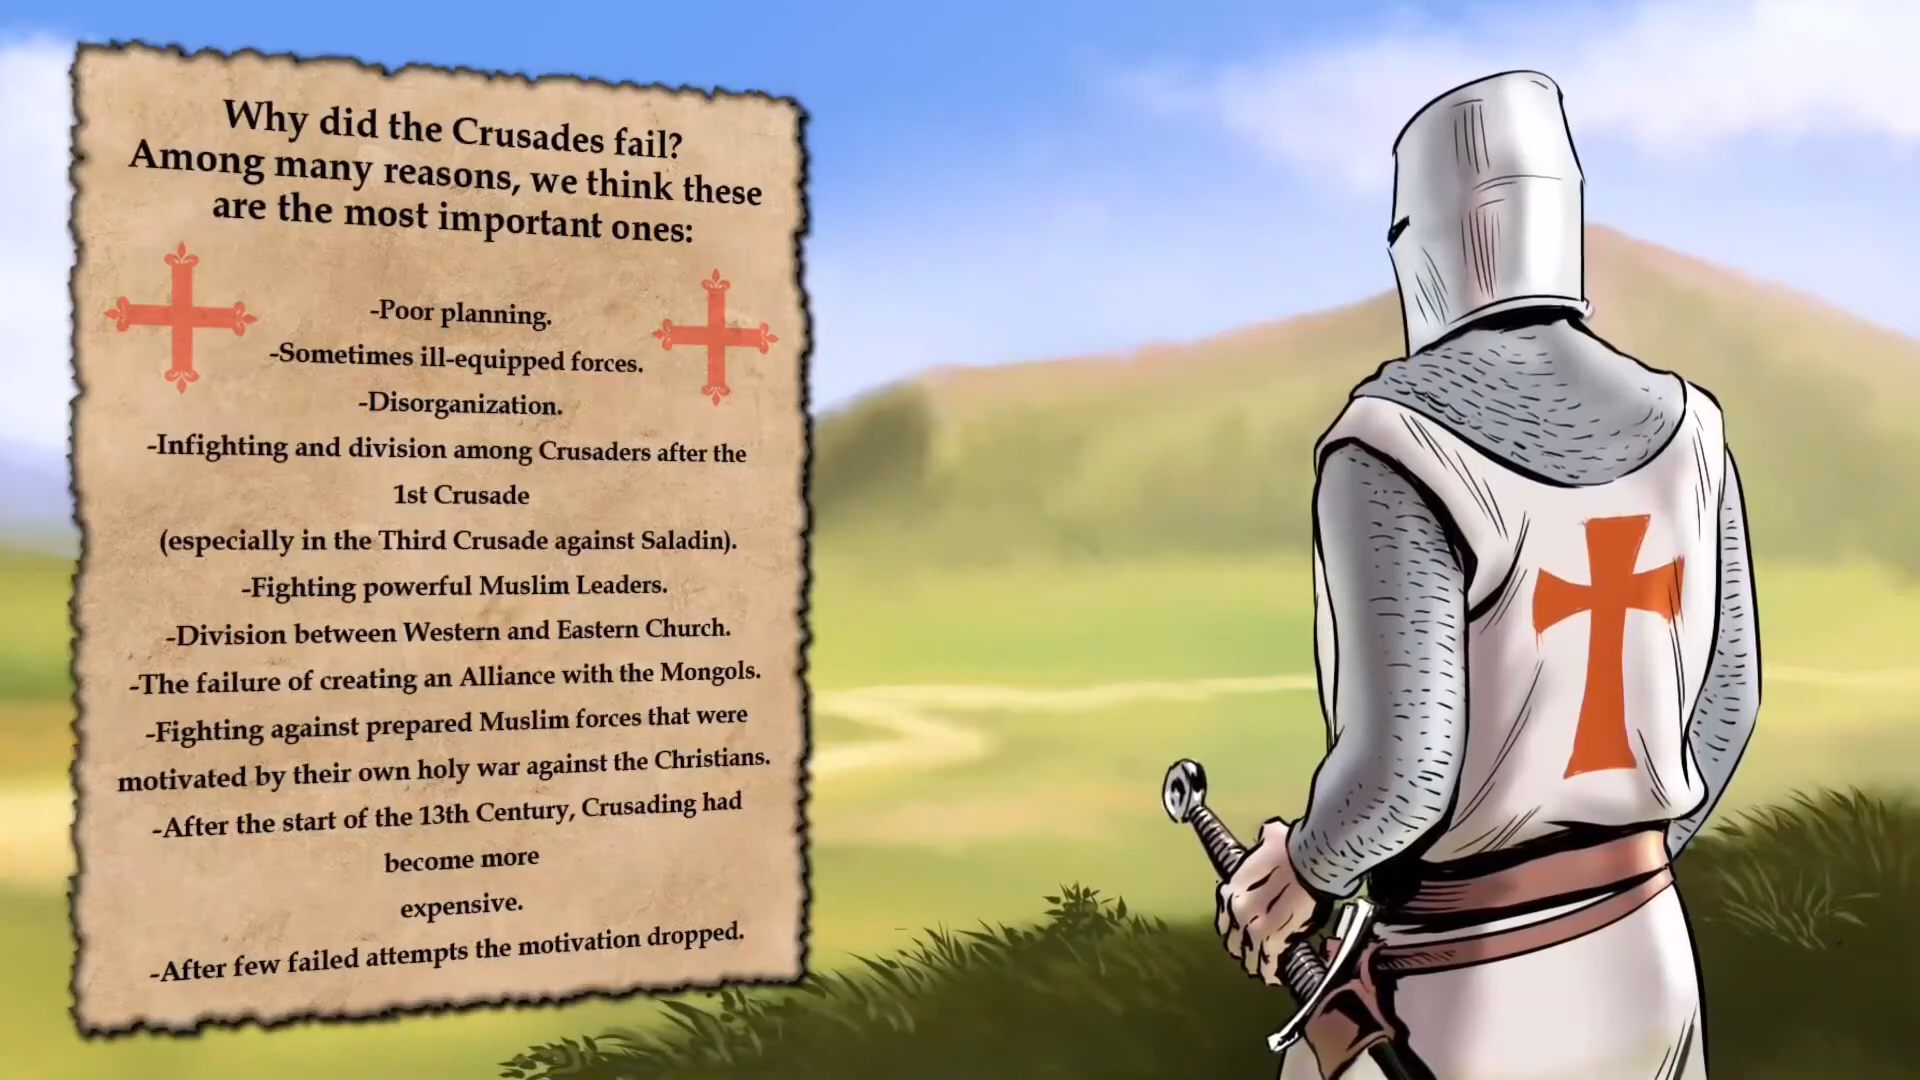 Why did the Crusades fail?
Among many reasons, we think these
are the most important ones:
-Poor planning.
-Sometimes ill-equipped forces.
-Disorganization.
-Infighting and division among Crusaders after the
1st Crusade
(especially in the Third Crusade against Saladin).
-Fighting powerful Muslim Leaders.
-Division between Western and Eastern Church.
-The failure of creating an Alliance with the Mongols.
-Fighting against prepared Muslim forces that were
motivated by their own holy war against the Christians.
-After the start of the 13th Century, Crusading had
become more
expensive.
-After few failed attempts the motivation dropped.